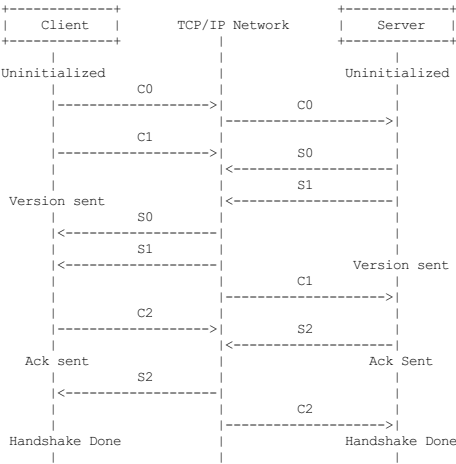 Client TCP/IP Network Server
Uninitialized Uninitialized
C0
C0
C1
S0
S1
Version sent
S0
S1
Version sent
C1
C2
S2
Ack sent Ack Sent
S2
C2
Handshake Done Handshake Done